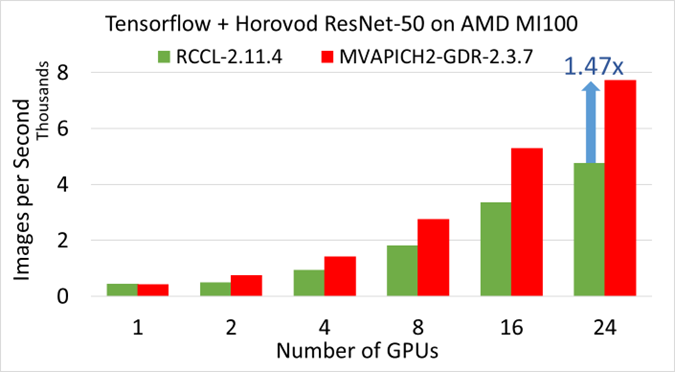 Tensorflow + Horovod ResNet-50 on AMD MI100
RCCL-2.11.4 MVAPICH2-GDR-2.3.7
Images per Second
Thousands
8
6
4
2
0
1.47x
1 2 4 8 16 24
Number of GPUs